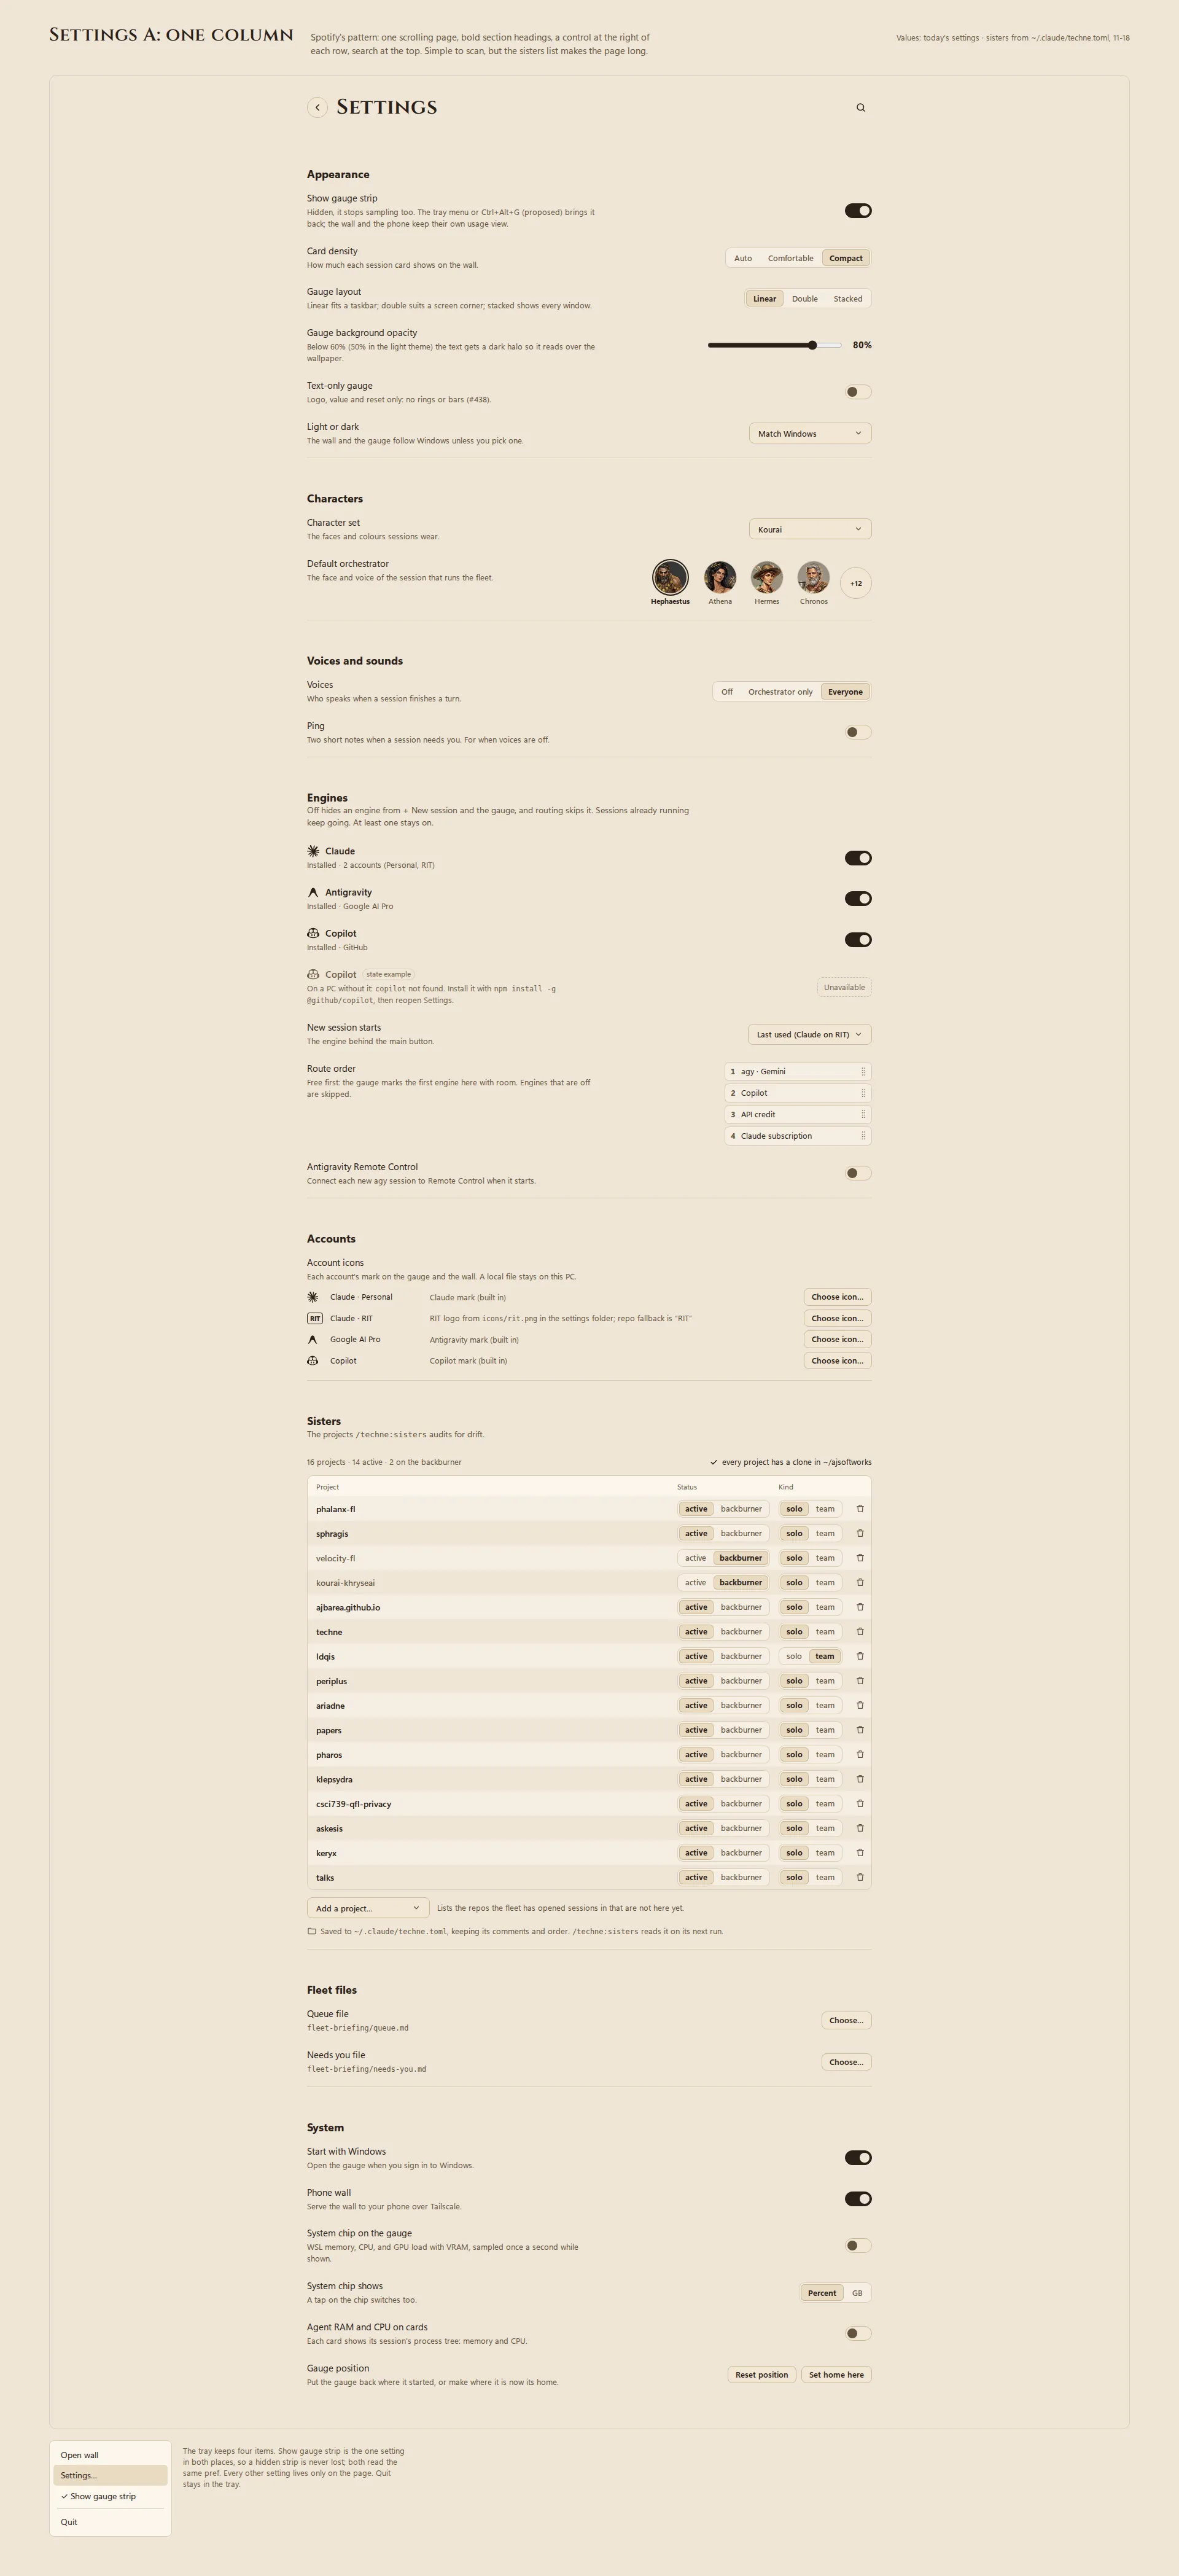 Settings A: one column
Spotify's pattern: one scrolling page, bold section headings, a control at the right of
each row, search at the top. Simple to scan, but the sisters list makes the page long.
Values: today's settings · sisters from ~/.claude/techne.toml, 11-18
Settings
Appearance
Show gauge strip
Hidden, it stops sampling too. The tray menu or Ctrl+Alt+G (proposed) brings it
back; the wall and the phone keep their own usage view.
Card density
How much each session card shows on the wall.
Auto Comfortable Compact
Gauge layout
Linear fits a taskbar; double suits a screen corner; stacked shows every window.
Linear Double Stacked
Gauge background opacity
Below 60% (50% in the light theme) the text gets a dark halo so it reads over the
wallpaper.
80%
Text-only gauge
Logo, value and reset only: no rings or bars (#438).
Light or dark
The wall and the gauge follow Windows unless you pick one.
Match Windows
Characters
Character set
The faces and colours sessions wear.
Kourai
Default orchestrator
The face and voice of the session that runs the fleet.
Hephaestus Athena Hermes Chronos +12
Voices and sounds
Voices
Who speaks when a session finishes a turn.
Off Orchestrator only Everyone
Ping
Two short notes when a session needs you. For when voices are off.
Engines
Off hides an engine from + New session and the gauge, and routing skips it. Sessions already running
keep going. At least one stays on.
Claude
Installed · 2 accounts (Personal, RIT)
Antigravity
Installed · Google AI Pro
Copilot
Installed · GitHub
Copilot state example
On a PC without it: copilot not found. Install it with npm install -g
@github/copilot, then reopen Settings.
Unavailable
New session starts
The engine behind the main button.
Last used (Claude on RIT)
Route order
Free first: the gauge marks the first engine here with room. Engines that are off
are skipped.
1 agy · Gemini
2 Copilot
3 API credit
4 Claude subscription
Antigravity Remote Control
Connect each new agy session to Remote Control when it starts.
Accounts
Account icons
Each account's mark on the gauge and the wall. A local file stays on this PC.
Claude · Personal Claude mark (built in) Choose icon...
RIT Claude · RIT RIT logo from icons/rit.png in the settings folder; repo fallback is "RIT" Choose icon...
Google AI Pro Antigravity mark (built in) Choose icon...
Copilot Copilot mark (built in) Choose icon...
Sisters
The projects /techne:sisters audits for drift.
16 projects · 14 active · 2 on the backburner
✓ every project has a clone in ~/ajsoftworks
Project Status Kind
phalanx-fl active backburner solo team
sphragis active backburner solo team
velocity-fl active backburner solo team
kourai-khryseai active backburner solo team
ajbarea.github.io active backburner solo team
techne active backburner solo team
ldqis active backburner solo team
periplus active backburner solo team
ariadne active backburner solo team
papers active backburner solo team
pharos active backburner solo team
klepsydra active backburner solo team
csci739-qfl-privacy active backburner solo team
askesis active backburner solo team
keryx active backburner solo team
talks active backburner solo team
Add a project... Lists the repos the fleet has opened sessions in that are not here yet.
Saved to ~/.claude/techne.toml, keeping its comments and order. /techne:sisters reads it on its next run.
Fleet files
Queue file
fleet-briefing/queue.md
Choose...
Needs you file
fleet-briefing/needs-you.md
Choose...
System
Start with Windows
Open the gauge when you sign in to Windows.
Phone wall
Serve the wall to your phone over Tailscale.
System chip on the gauge
WSL memory, CPU, and GPU load with VRAM, sampled once a second while
shown.
System chip shows
A tap on the chip switches too.
Percent GB
Agent RAM and CPU on cards
Each card shows its session's process tree: memory and CPU.
Gauge position
Put the gauge back where it started, or make where it is now its home.
Reset position Set home here
Open wall
Settings...
✓ Show gauge strip
Quit
The tray keeps four items. Show gauge strip is the one setting
in both places, so a hidden strip is never lost; both read the
same pref. Every other setting lives only on the page. Quit
stays in the tray.